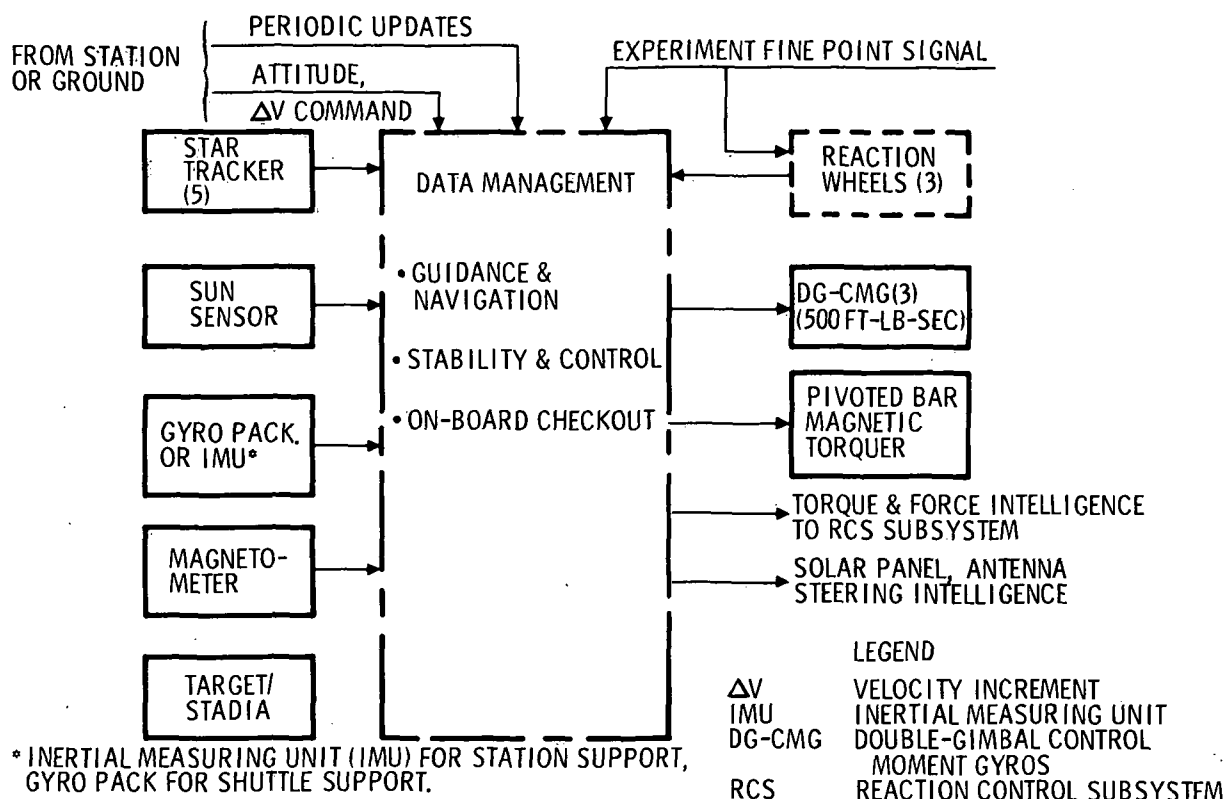 FROM STATION
OR GROUND
PERIODIC UPDATES
ATTITUDE,
ΔV COMMAND
EXPERIMENT FINE POINT SIGNAL
STAR
TRACKER
(5)
SUN
SENSOR
GYRO PACK.
OR IMU*
MAGNETO-
METER
TARGET/
STADIA
DATA MANAGEMENT
• GUIDANCE &
NAVIGATION
• STABILITY & CONTROL
• ON-BOARD CHECKOUT
REACTION
WHEELS (3)
DG-CMG(3)
(500 FT-LB-SEC)
PIVOTED BAR
MAGNETIC
TORQUER
TORQUE & FORCE INTELLIGENCE
TO RCS SUBSYSTEM
SOLAR PANEL, ANTENNA
STEERING INTELLIGENCE
* INERTIAL MEASURING UNIT (IMU) FOR STATION SUPPORT,
GYRO PACK FOR SHUTTLE SUPPORT.
LEGEND
ΔV VELOCITY INCREMENT
IMU INERTIAL MEASURING UNIT
DG-CMG DOUBLE-GIMBAL CONTROL
MOMENT GYROS
RCS REACTION CONTROL SUBSYSTEM